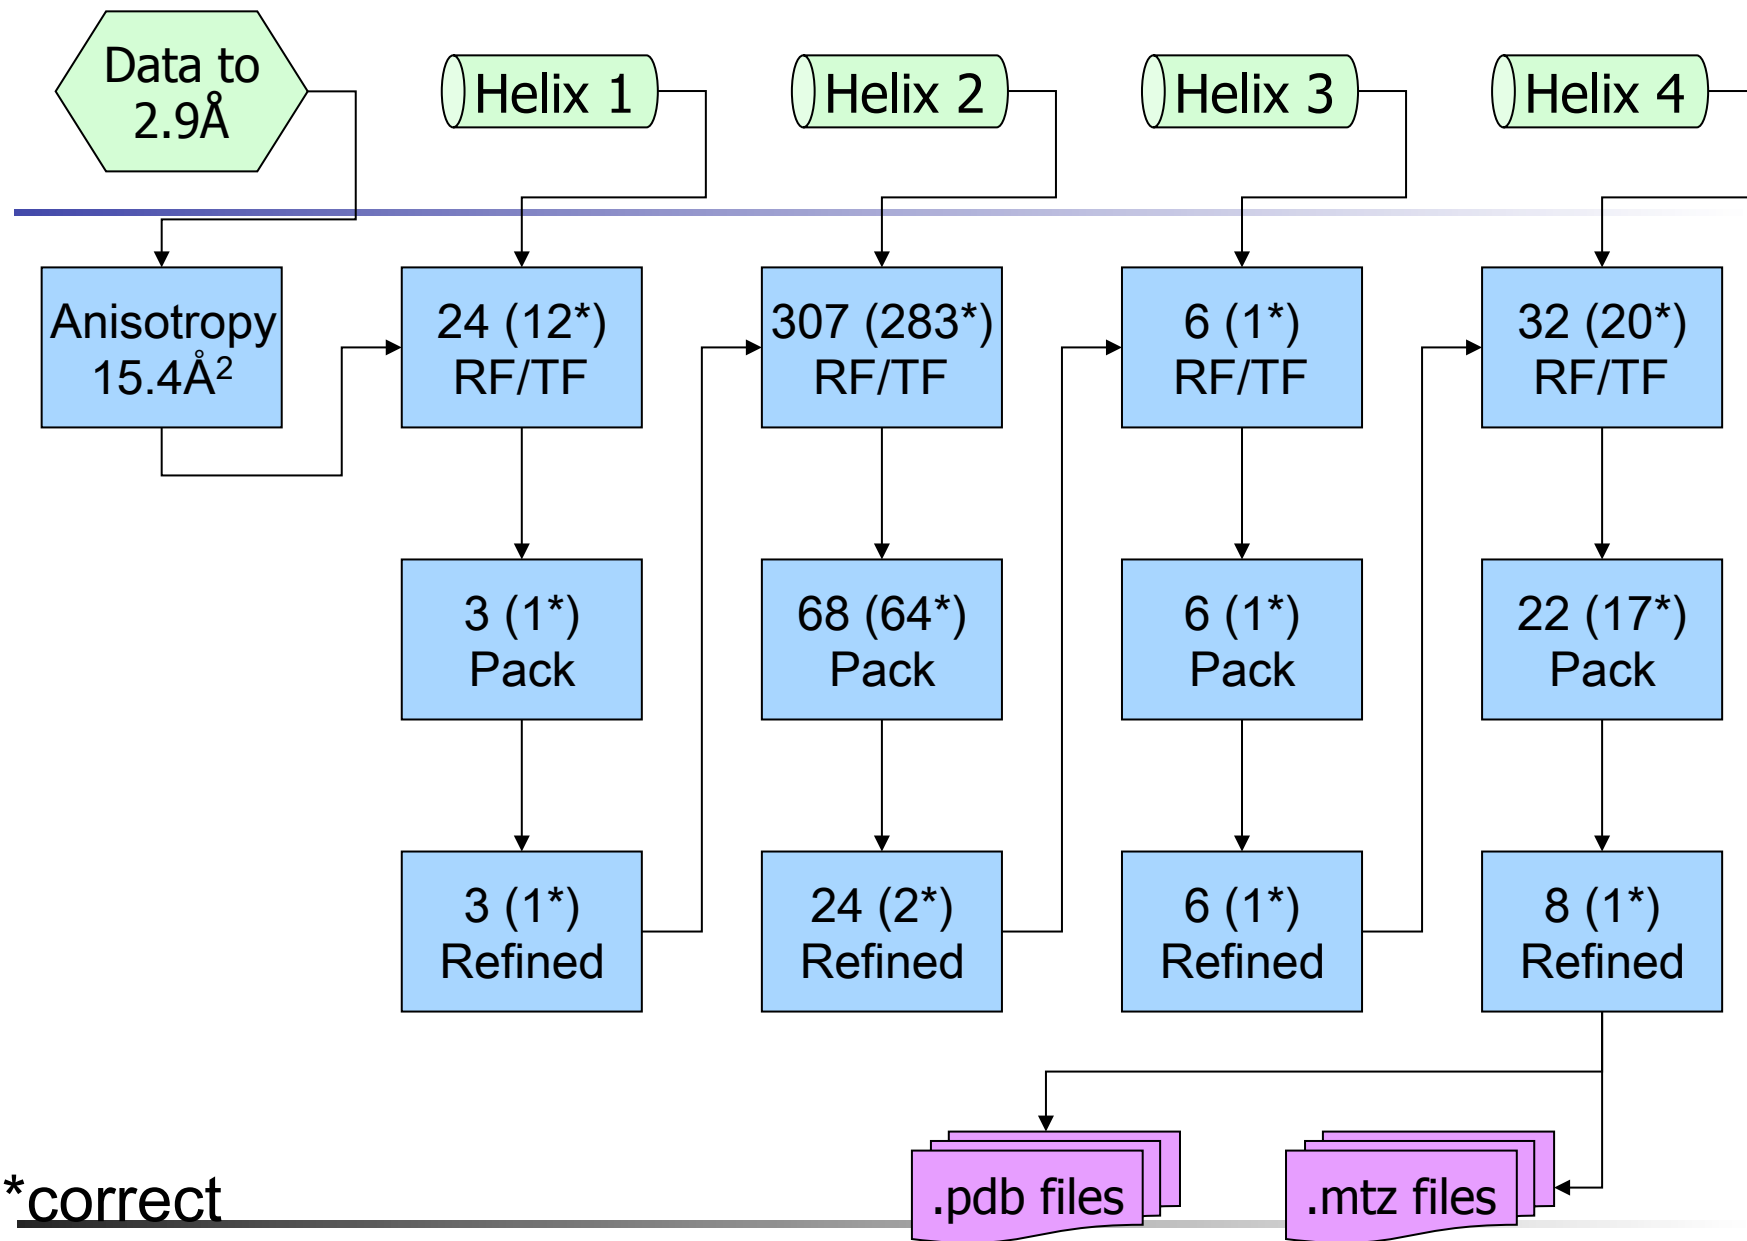 Data to
2.9Å
Helix 1
Helix 2
Helix 3
Helix 4
Anisotropy
15.4Å²
24 (12*)
RF/TF
307 (283*)
RF/TF
6 (1*)
RF/TF
32 (20*)
RF/TF
3 (1*)
Pack
68 (64*)
Pack
6 (1*)
Pack
22 (17*)
Pack
3 (1*)
Refined
24 (2*)
Refined
6 (1*)
Refined
8 (1*)
Refined
.pdb files
.mtz files
*correct